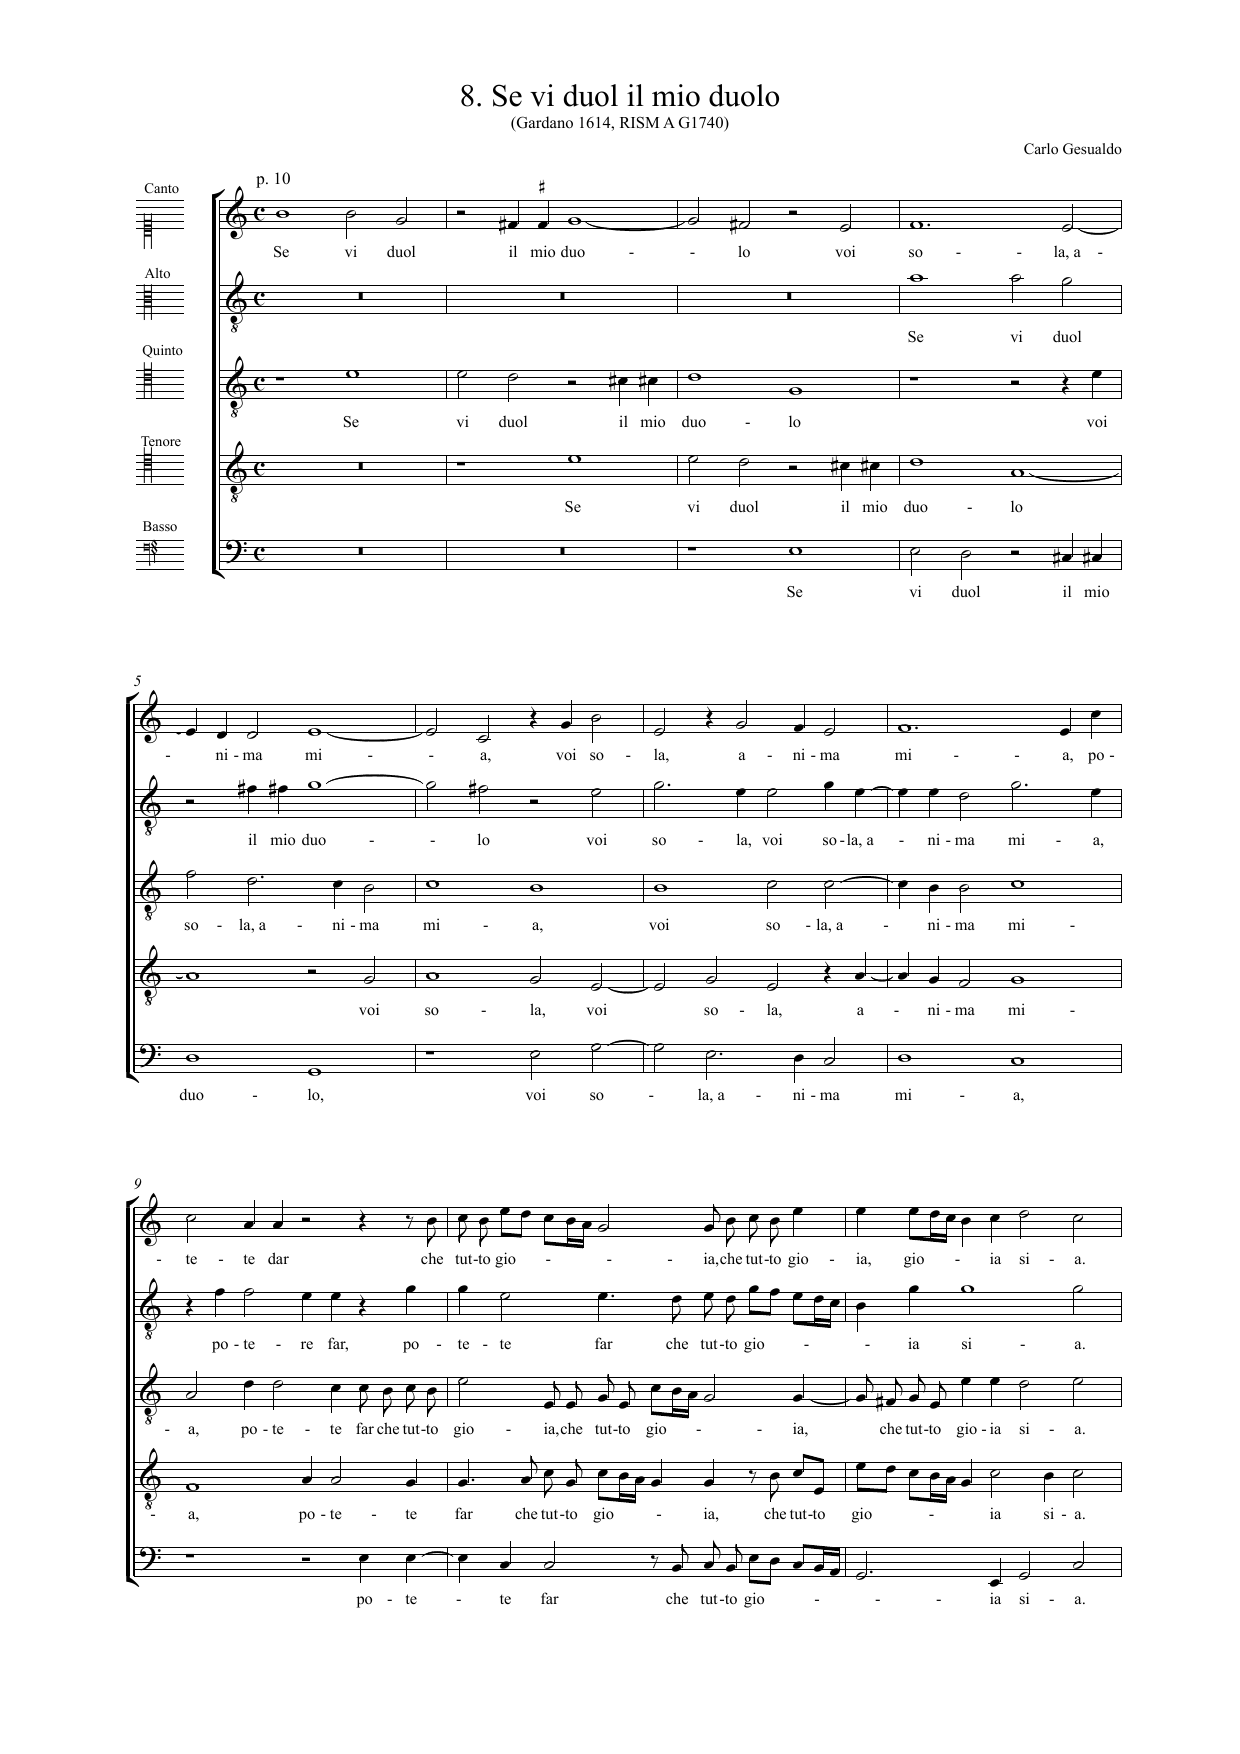 8. Se vi duol il mio duolo
(Gardano 1614, RISM A G1740)
Carlo Gesualdo
p. 10
Canto
Se vi duol il mio duo - - lo voi so - - la, a -
Alto
Se vi duol
Quinto
Se vi duol il mio duo - lo voi
Tenore
Se vi duol il mio duo - lo
Basso
Se vi duol il mio
5
- ni - ma mi - - a, voi so - la, a - ni - ma mi - - a, po -
il mio duo - - lo voi so - la, voi so - la, a - ni - ma mi - a,
so - la, a - ni - ma mi - a, voi so - la, a - ni - ma mi -
voi so - la, voi so - la, a - ni - ma mi -
duo - lo, voi so - la, a - ni - ma mi - a,
9
- te - te dar che tut - to gio - - - ia, che tut - to gio - ia, gio - ia si - a.
po - te - re far, po - te - te far che tut - to gio - - ia si - a.
- a, po - te - te far che tut - to gio - ia, che tut - to gio - - ia, che tut - to gio - ia si - a.
- a, po - te - te far che tut - to gio - ia, che tut - to gio - - ia si - a.
po - te - te far che tut - to gio - - - ia si - a.